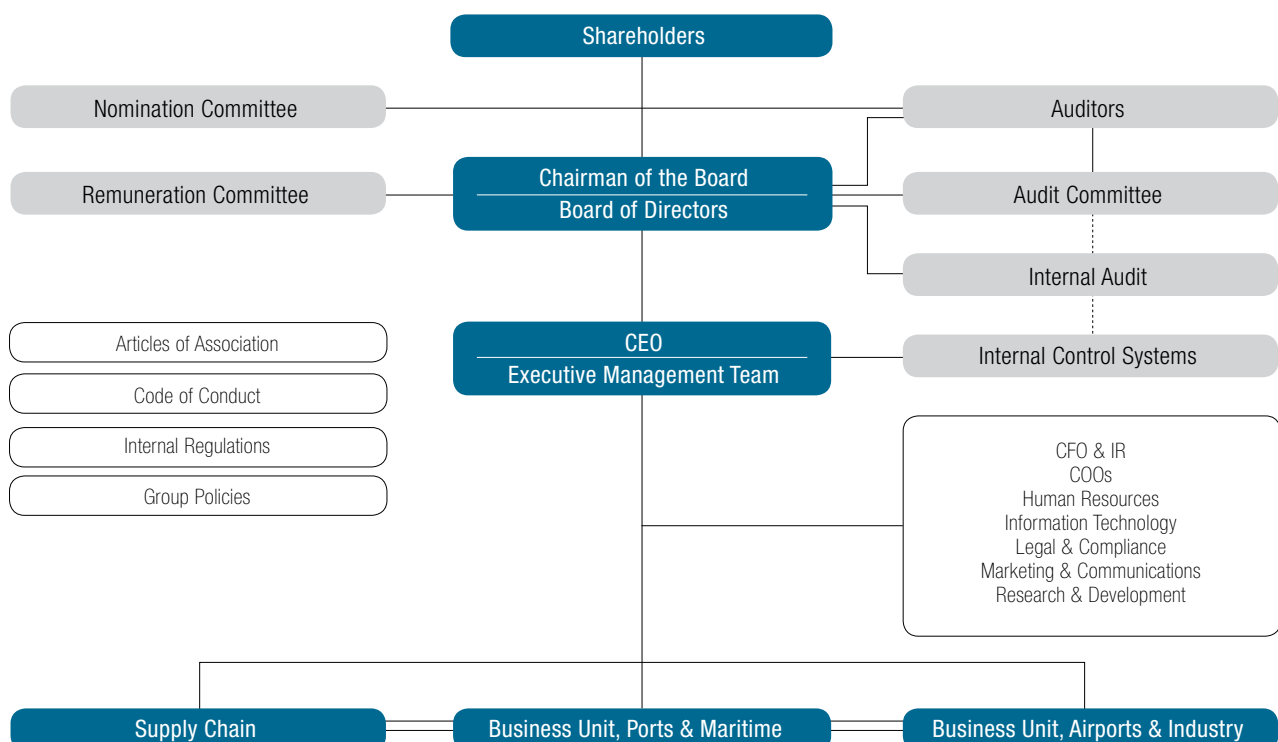 Shareholders
Nomination Committee
Auditors
Remuneration Committee
Chairman of the Board
Board of Directors
Audit Committee
Internal Audit
Articles of Association
Code of Conduct
Internal Regulations
Group Policies
CEO
Executive Management Team
Internal Control Systems
CFO & IR
COOs
Human Resources
Information Technology
Legal & Compliance
Marketing & Communications
Research & Development
Supply Chain
Business Unit, Ports & Maritime
Business Unit, Airports & Industry